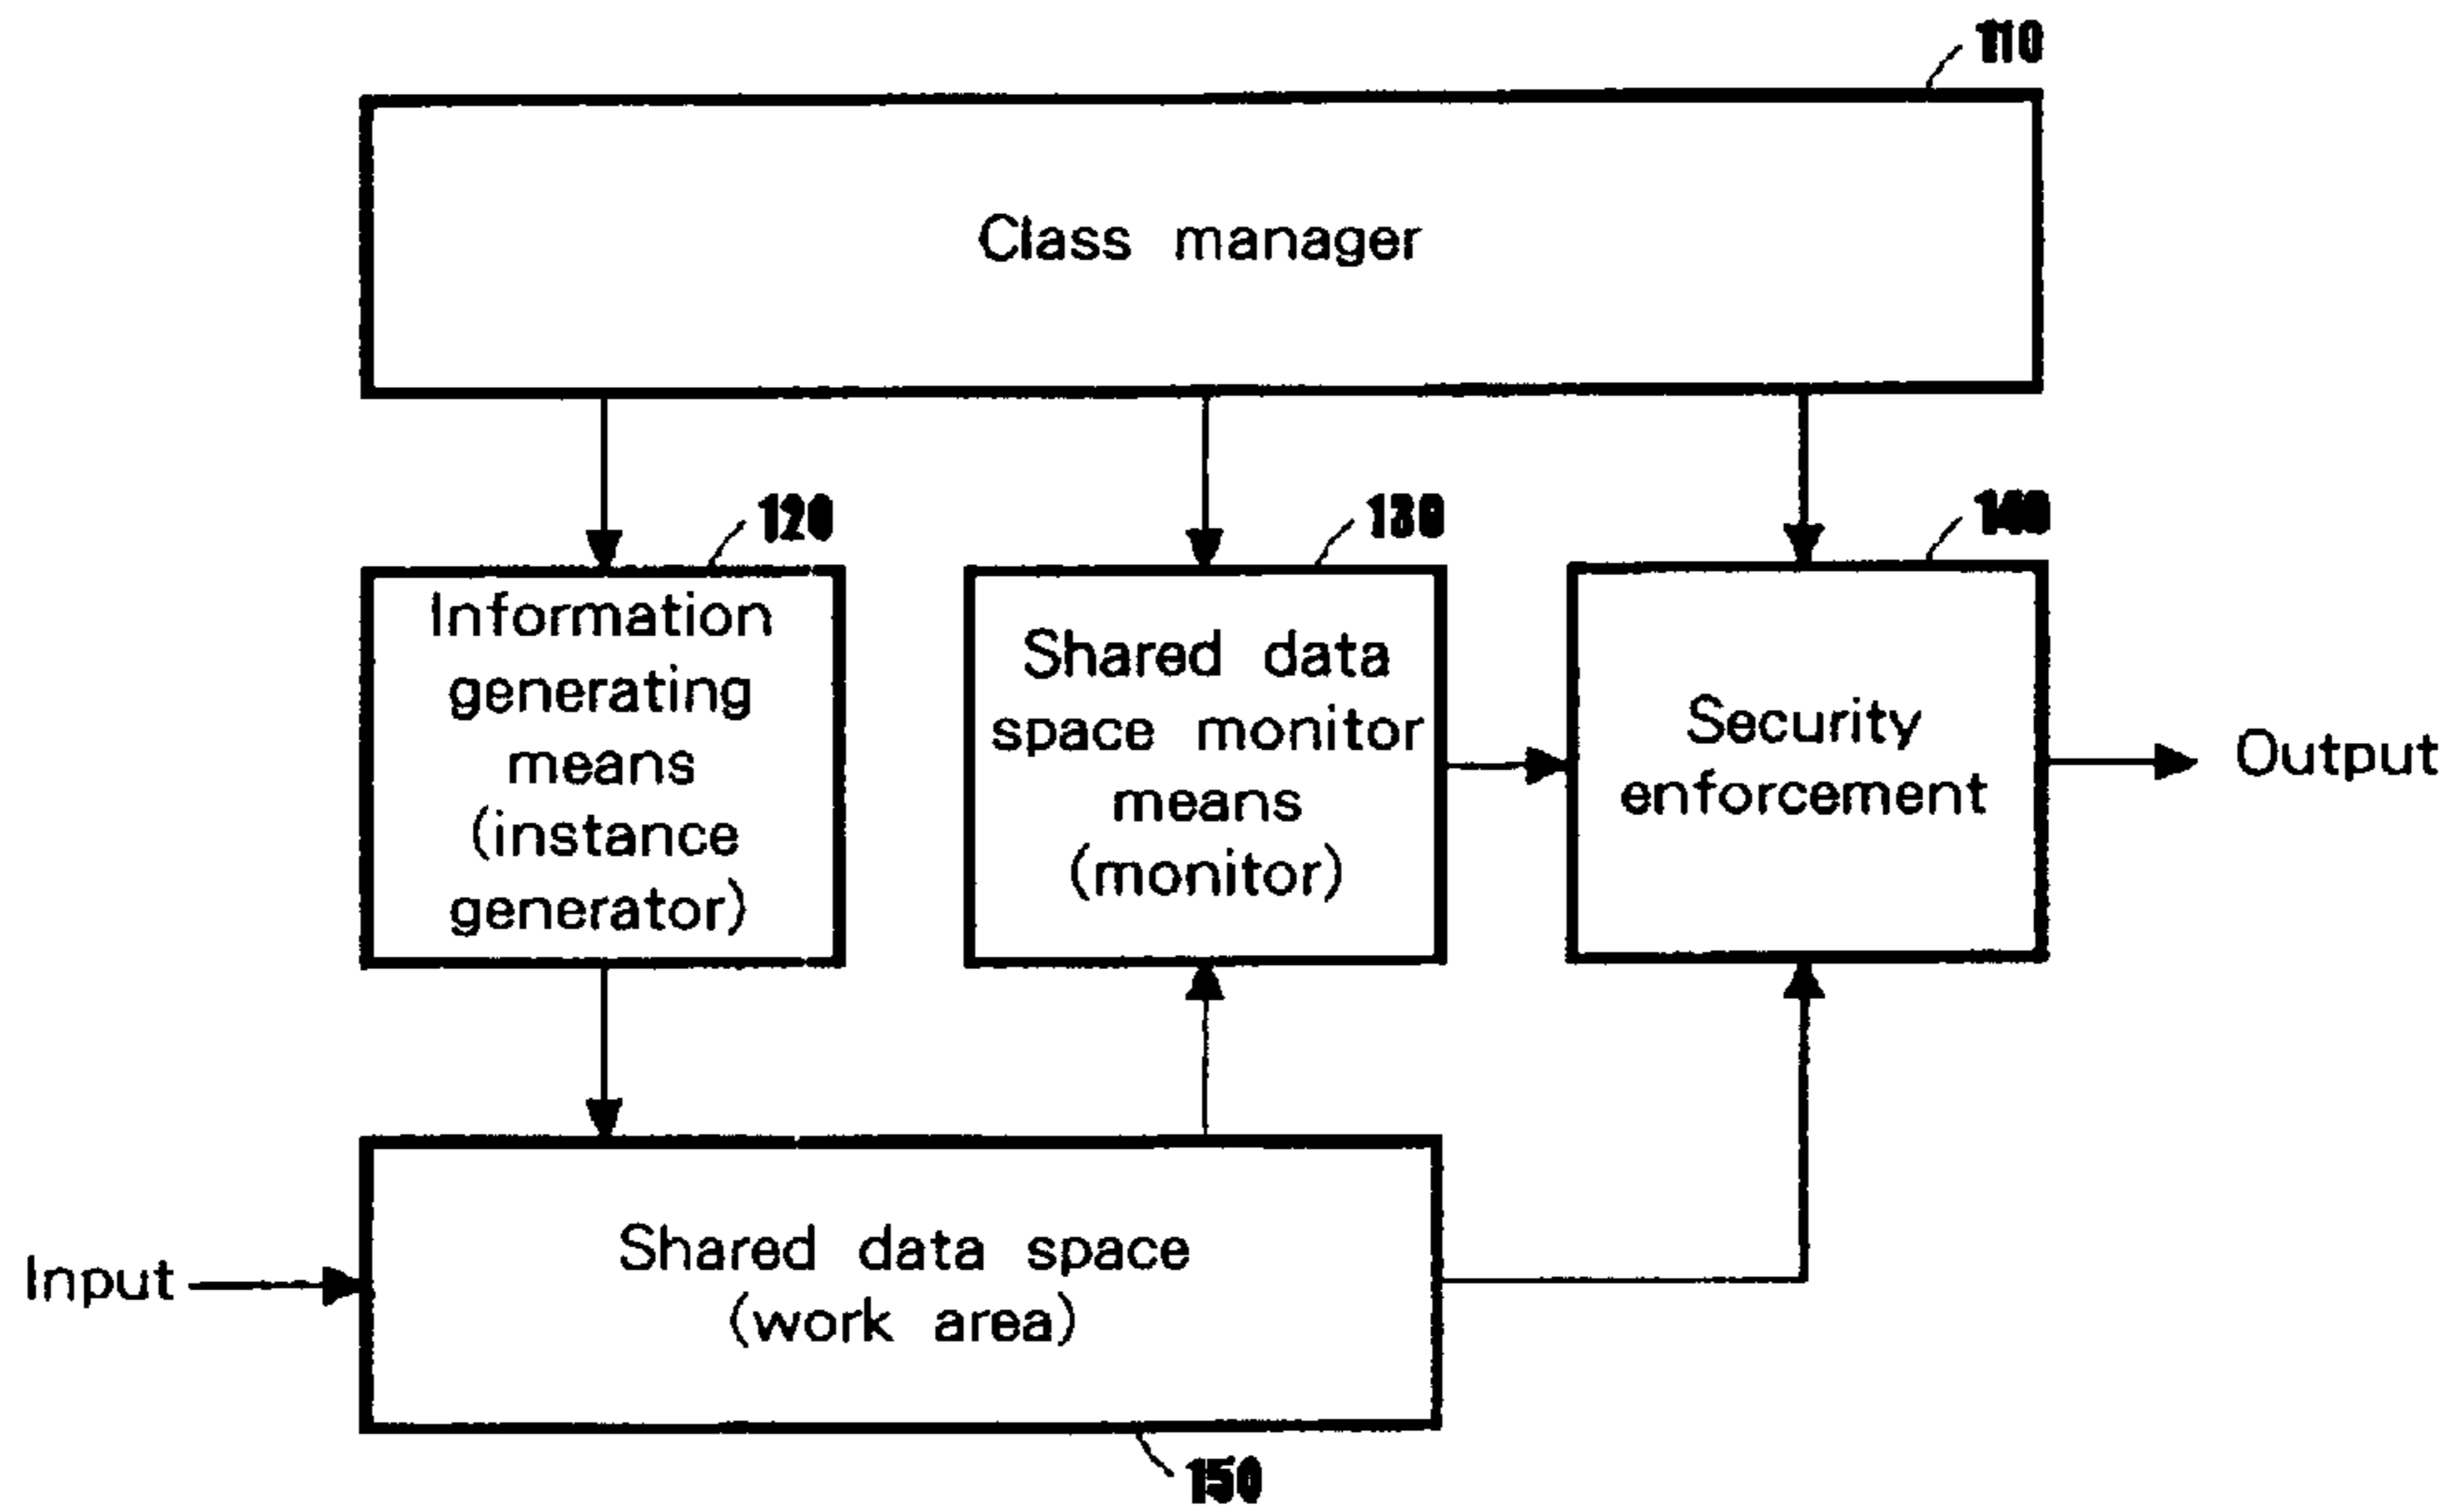 110
Class manager
120
130
140
Information
generating
means
(instance
generator)
Shared data
space monitor
means
(monitor)
Security
enforcement
Output
Input
Shared data space
(work area)
150